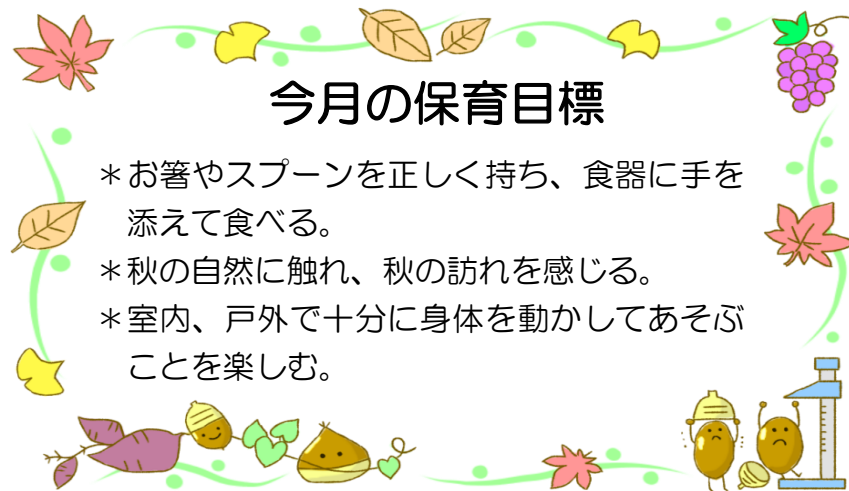 今月の保育目標
＊お箸やスプーンを正しく持ち、食器に手を
添えて食べる。
＊秋の自然に触れ、秋の訪れを感じる。
＊室内、戸外で十分に身体を動かしてあそぶ
ことを楽しむ。